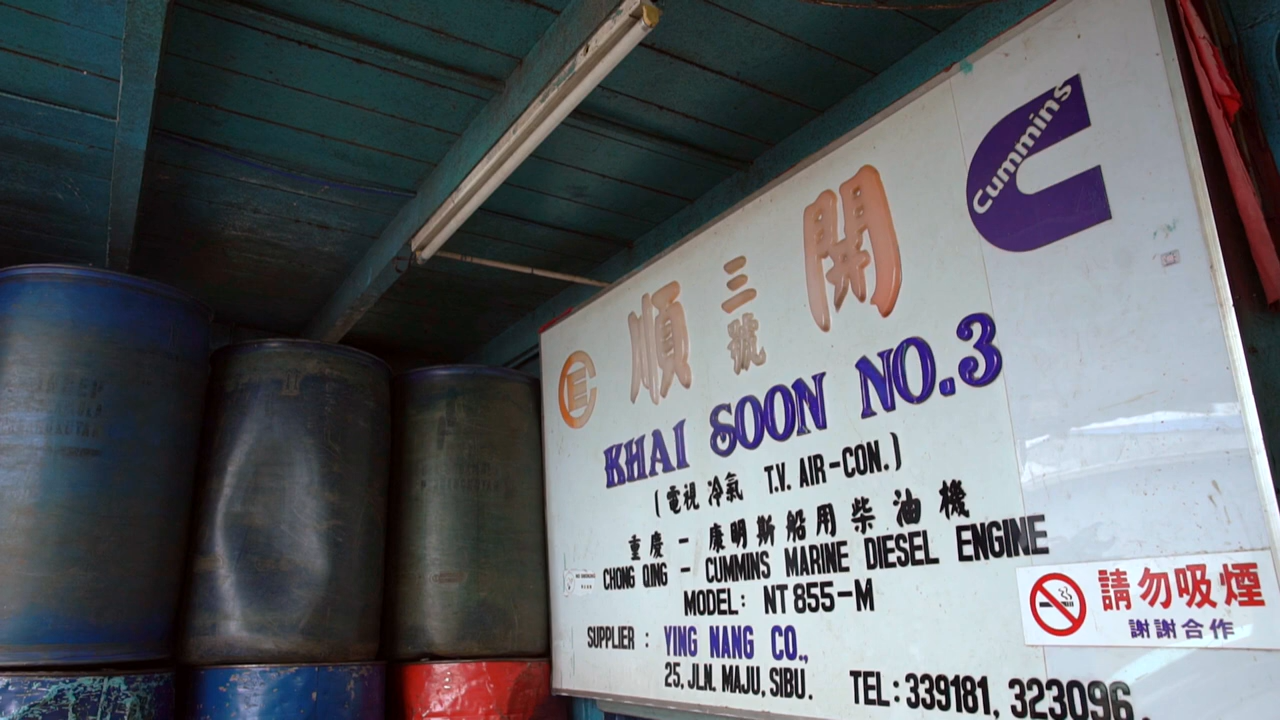 Cummins
順 三號 開
KHAI SOON NO.3
(電視 冷氣 T.V. AIR-CON.)
重慶 - 康明斯船用柴油機
CHONG QING - CUMMINS MARINE DIESEL ENGINE
MODEL: NT 855-M
SUPPLIER : YING NANG CO.,
25, JLN. MAJU, SIBU.
TEL: 339181, 323096.
請勿吸煙
謝謝合作